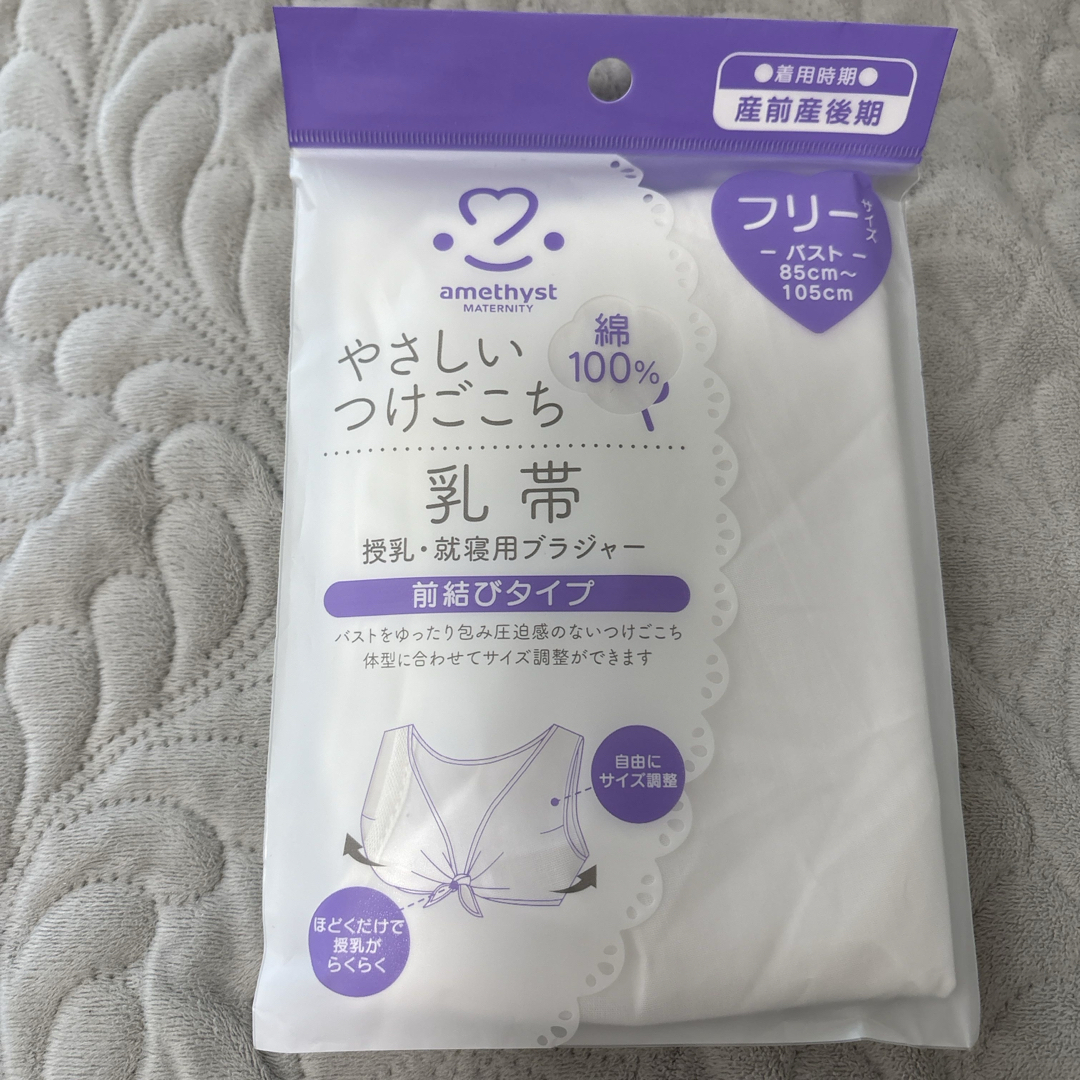 ●着用時期●
産前産後期
フリーサイズ
- バスト -
85cm～
105cm
amethyst
MATERNITY
綿
100%
やさしい
つけごこち
乳帯
授乳・就寝用ブラジャー
前結びタイプ
バストをゆったり包み圧迫感のないつけごこち
体型に合わせてサイズ調整ができます
自由に
サイズ調整
ほどくだけで
授乳が
らくらく